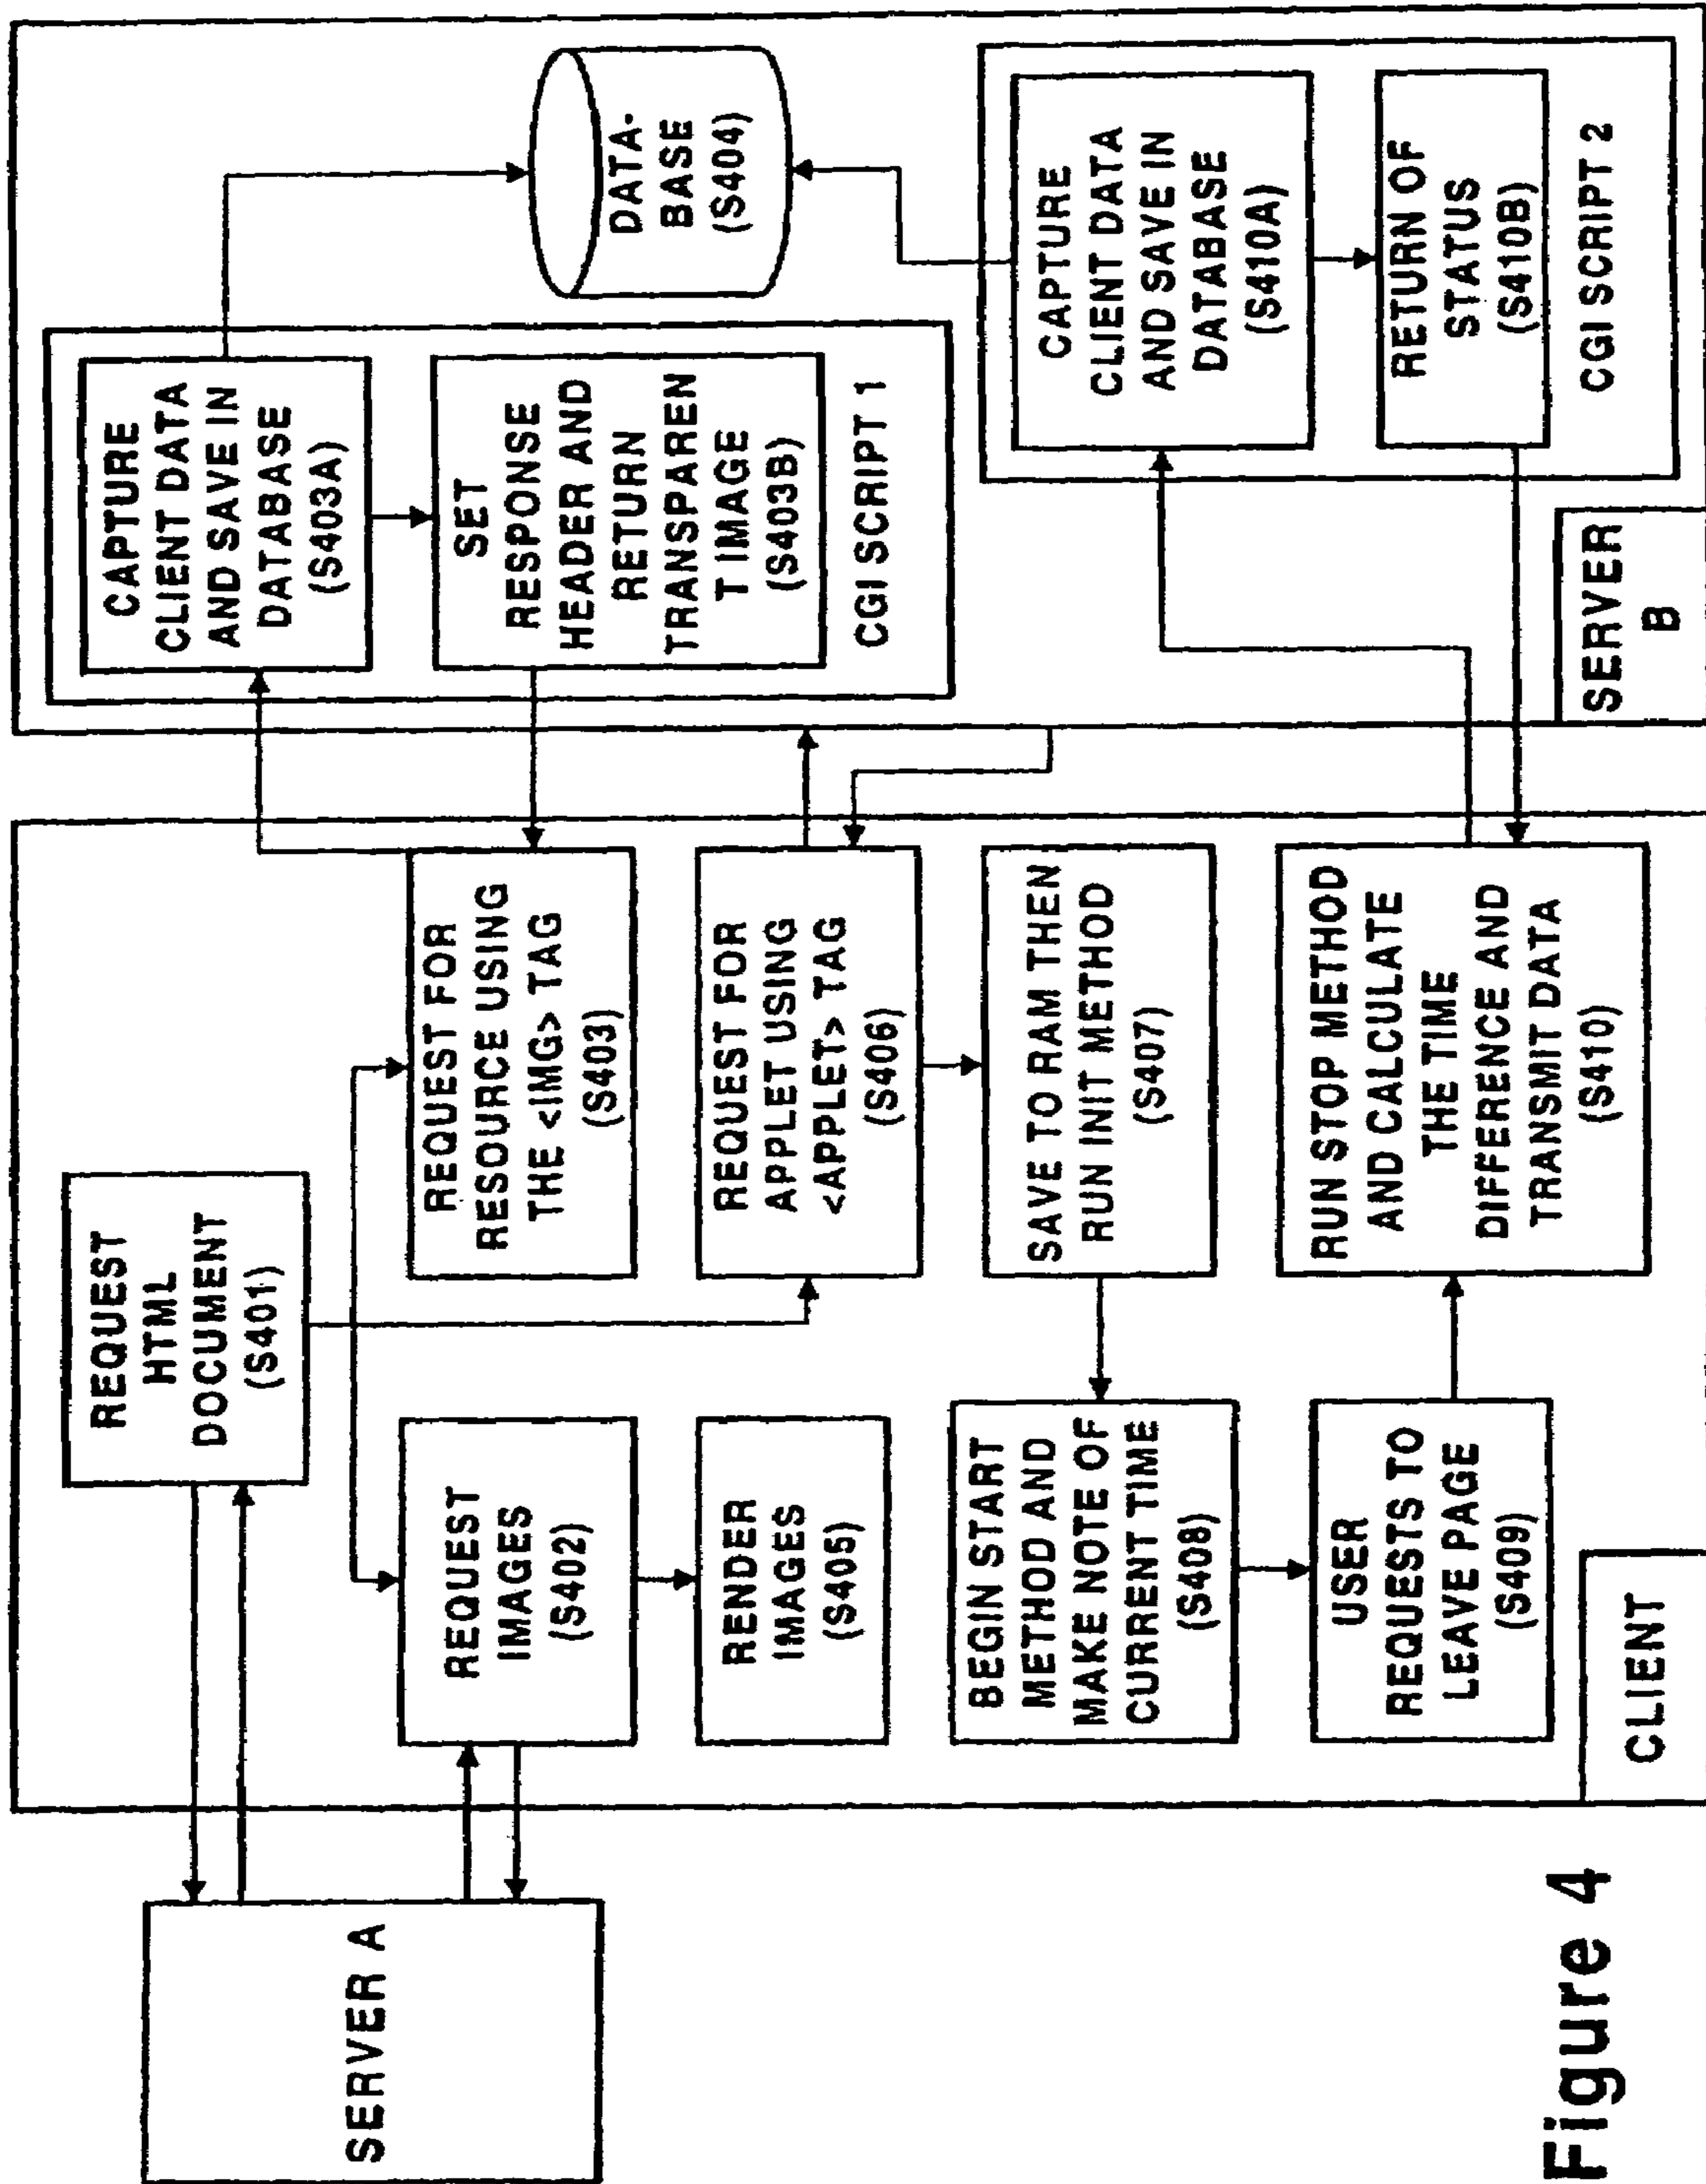 SERVER A
REQUEST
HTML
DOCUMENT
(S401)
REQUEST
IMAGES
(S402)
RENDER
IMAGES
(S405)
REQUEST FOR
RESOURCE USING
THE <IMG> TAG
(S403)
REQUEST FOR
APPLET USING
<APPLET> TAG
(S406)
SAVE TO RAM THEN
RUN INIT METHOD
(S407)
BEGIN START
METHOD AND
MAKE NOTE OF
CURRENT TIME
(S408)
USER
REQUESTS TO
LEAVE PAGE
(S409)
RUN STOP METHOD
AND CALCULATE
THE TIME
DIFFERENCE AND
TRANSMIT DATA
(S410)
CLIENT
CAPTURE
CLIENT DATA
AND SAVE IN
DATABASE
(S403A)
SET
RESPONSE
HEADER AND
RETURN
TRANSPAREN
T IMAGE
(S403B)
CGI SCRIPT 1
DATA-
BASE
(S404)
CAPTURE
CLIENT DATA
AND SAVE IN
DATABASE
(S410A)
RETURN OF
STATUS
(S410B)
CGI SCRIPT 2
SERVER
B
Figure 4